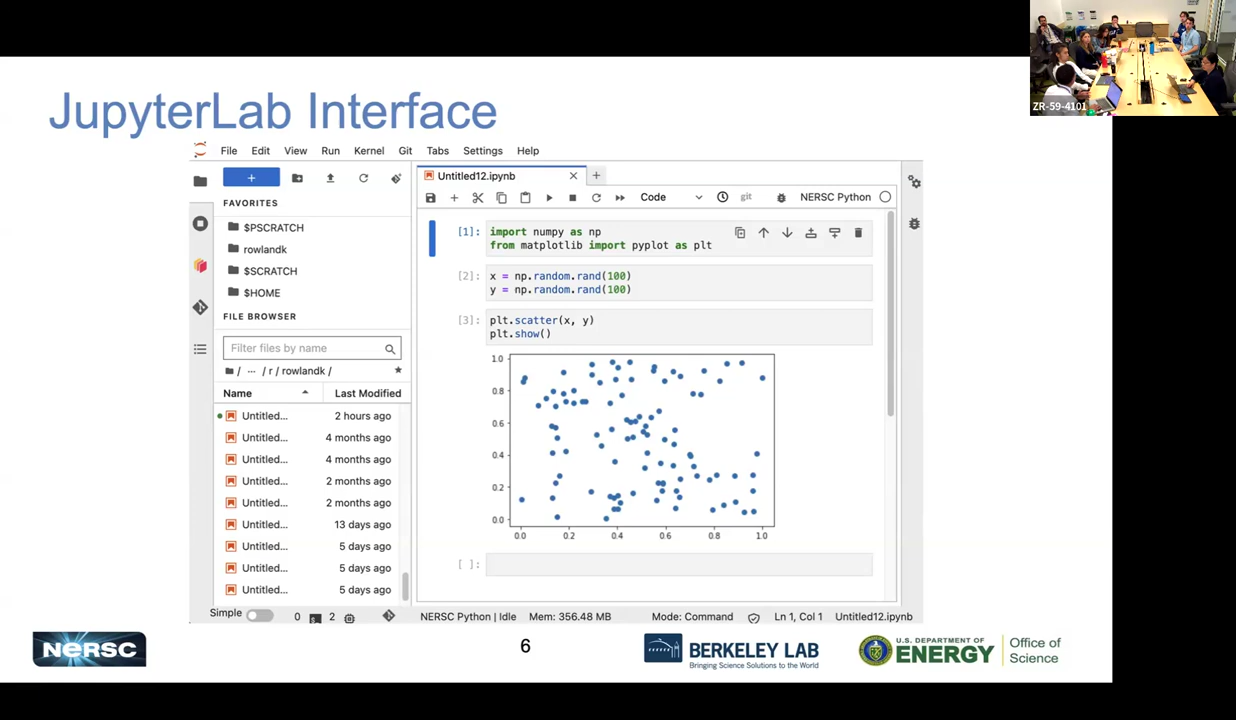 ZR-59-4101
JupyterLab Interface
File Edit View Run Kernel Git Tabs Settings Help
+
FAVORITES
$PSCRATCH
rowlandk
$SCRATCH
$HOME
FILE BROWSER
Filter files by name
/ ... / r / rowlandk /
Name Last Modified
Untitled... 2 hours ago
Untitled... 4 months ago
Untitled... 4 months ago
Untitled... 2 months ago
Untitled... 2 months ago
Untitled... 13 days ago
Untitled... 5 days ago
Untitled... 5 days ago
Untitled... 5 days ago
Untitled12.ipynb
Code git NERSC Python
[1]: import numpy as np
from matplotlib import pyplot as plt
[2]: x = np.random.rand(100)
y = np.random.rand(100)
[3]: plt.scatter(x, y)
plt.show()
1.0
0.8
0.6
0.4
0.2
0.0
0.0 0.2 0.4 0.6 0.8 1.0
[ ]:
Simple 0 2 NERSC Python | Idle Mem: 356.48 MB Mode: Command Ln 1, Col 1 Untitled12.ipynb
NERSC
6
BERKELEY LAB
Bringing Science Solutions to the World
U.S. DEPARTMENT OF
ENERGY
Office of
Science